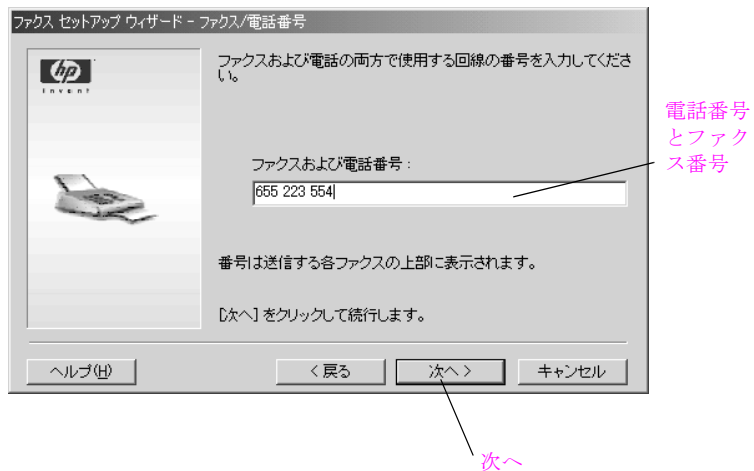 ファクス セットアップ ウィザード - ファクス/電話番号
hp
invent
ファクスおよび電話の両方で使用する回線の番号を入力してくださ
い。
電話番号
とファク
ス番号
ファクスおよび電話番号:
655 223 554
番号は送信する各ファクスの上部に表示されます。
[次へ] をクリックして続行します。
ヘルプ(H)
< 戻る
次へ >
キャンセル
次へ